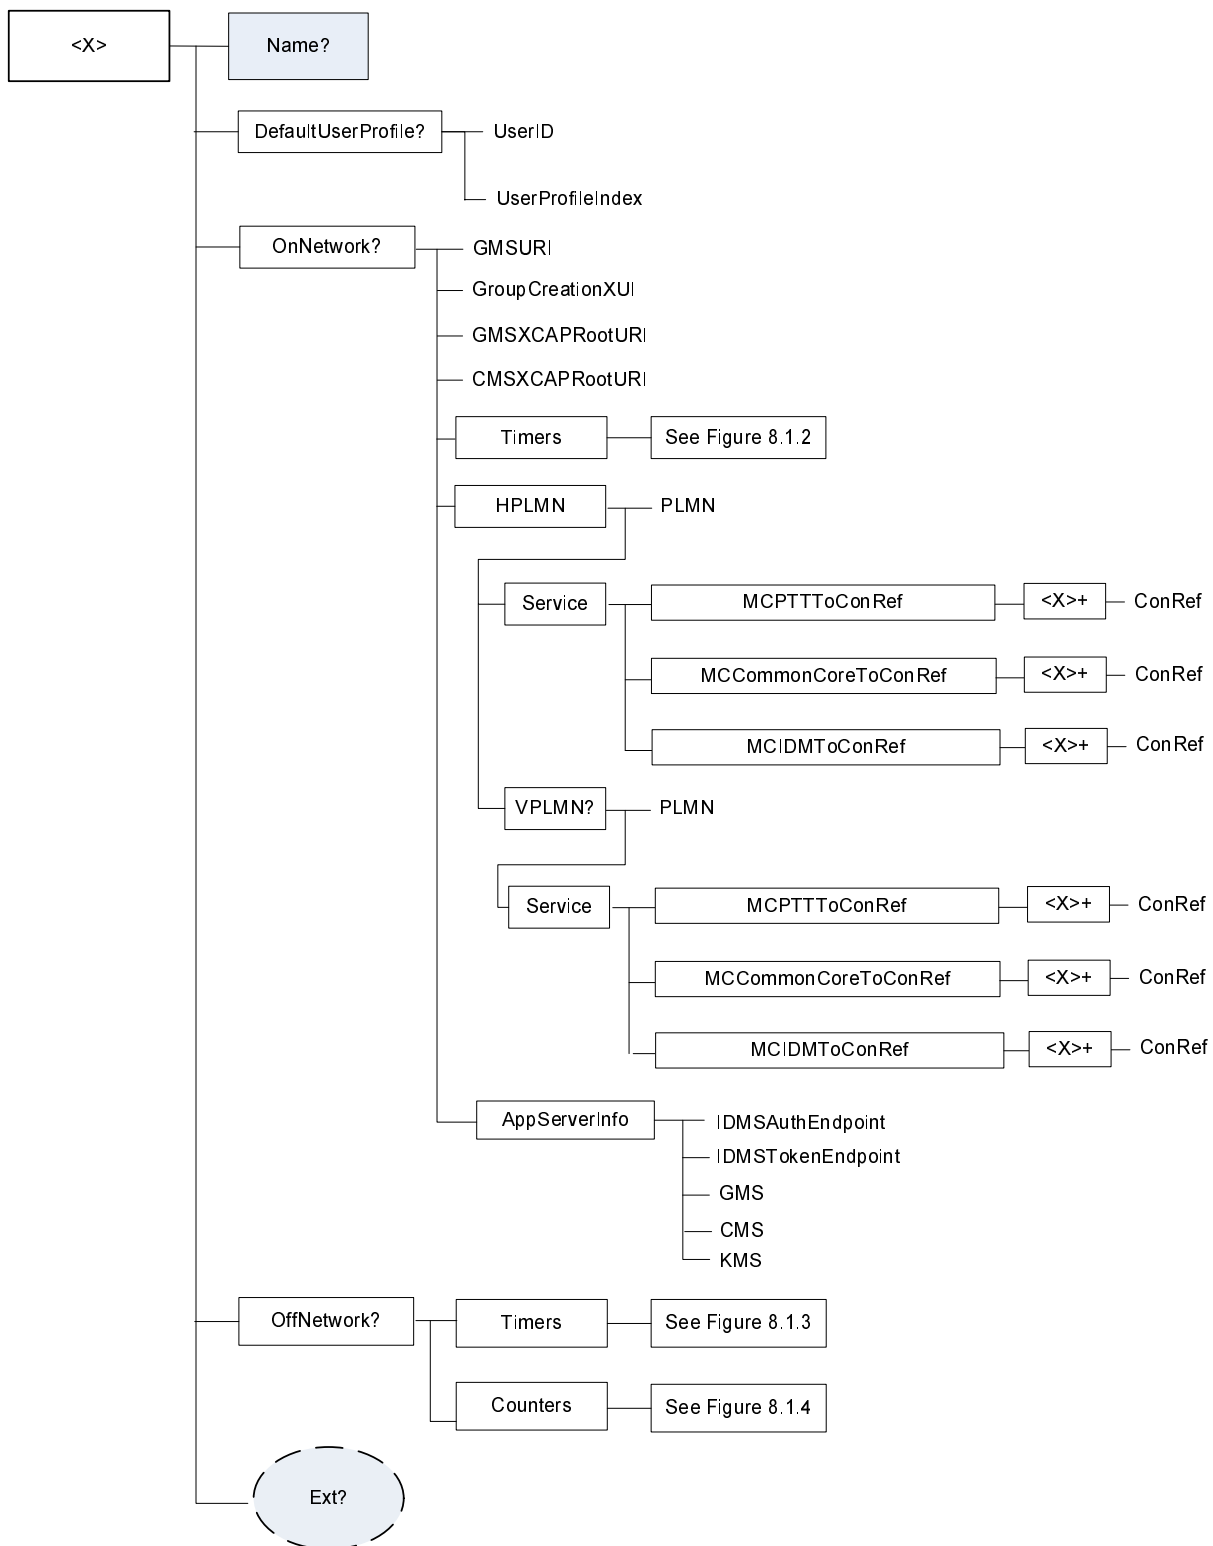 <X>
Name?
DefaultUserProfile?
UserID
UserProfileIndex
OnNetwork?
GMSURI
GroupCreationXUI
GMSXCAPRootURI
CMSXCAPRootURI
Timers
See Figure 8.1.2
HPLMN
PLMN
Service
MCPTTToConRef
<X>+
ConRef
MCCommonCoreToConRef
<X>+
ConRef
MCIDMToConRef
<X>+
ConRef
VPLMN?
PLMN
Service
MCPTTToConRef
<X>+
ConRef
MCCommonCoreToConRef
<X>+
ConRef
MCIDMToConRef
<X>+
ConRef
AppServerInfo
IDMSAuthEndpoint
IDMSTokenEndpoint
GMS
CMS
KMS
OffNetwork?
Timers
See Figure 8.1.3
Counters
See Figure 8.1.4
Ext?